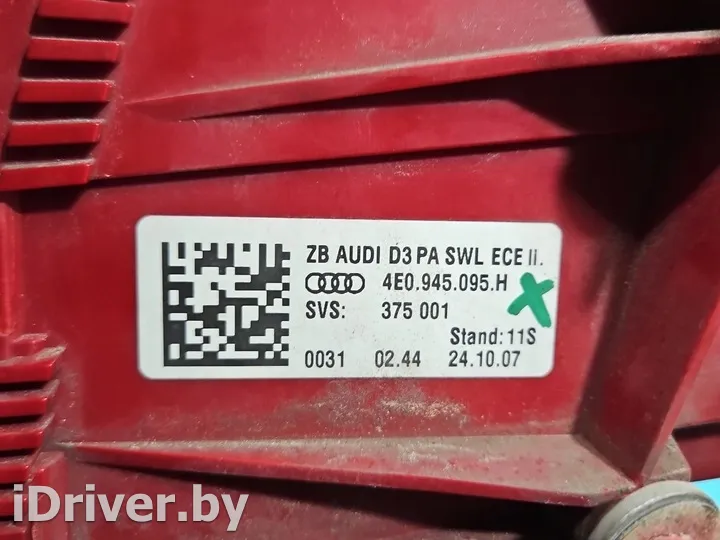 ZB AUDI D3 PA SWL ECE li.
4E0.945.095.H
SVS: 375 001
Stand: 11S
0031 02.44 24.10.07
iDriver.by